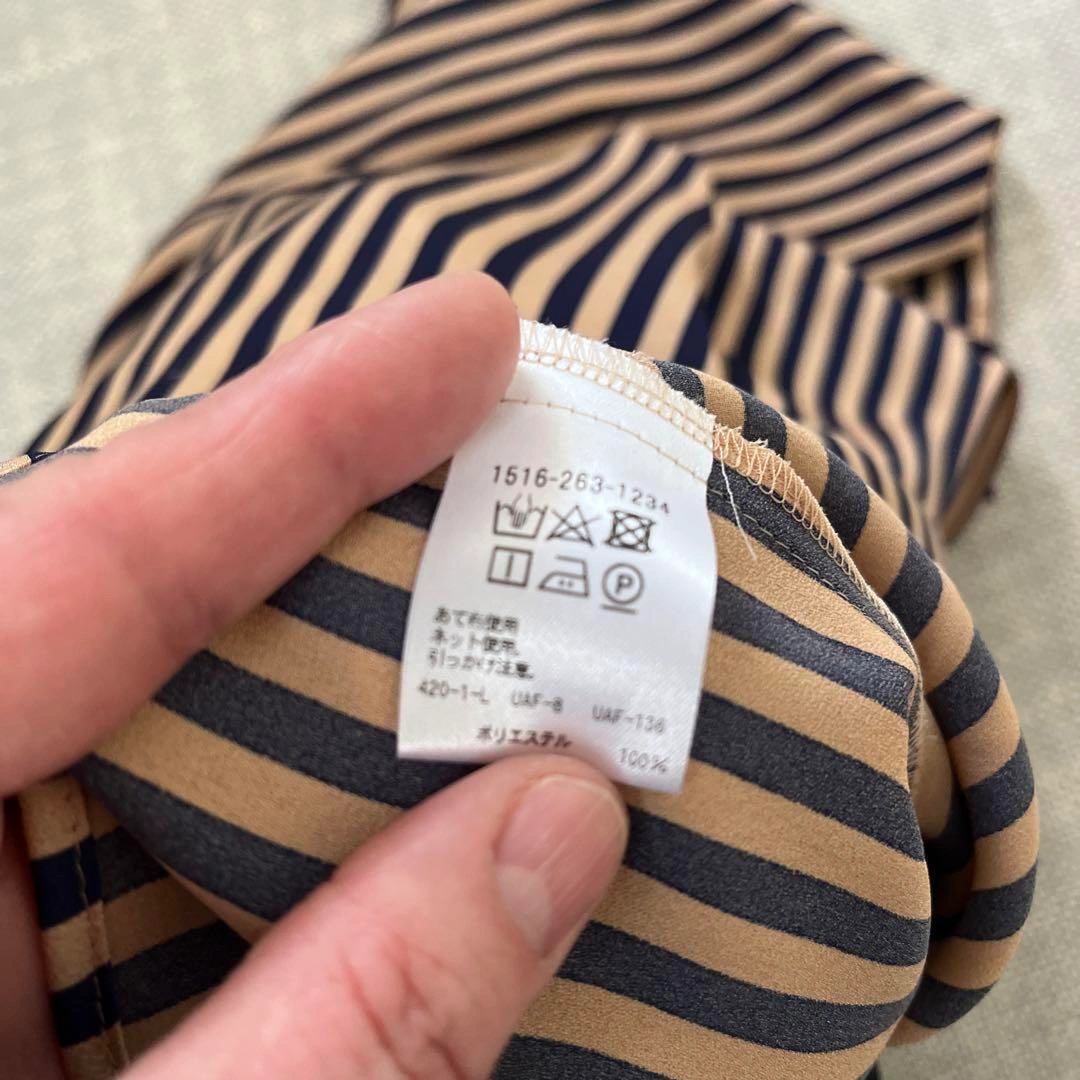 1516-263-1234
P
あて布使用
ネット使用.
引っかけ注意.
420-1-L UAF-8 UAF-136
ポリエステル 100%